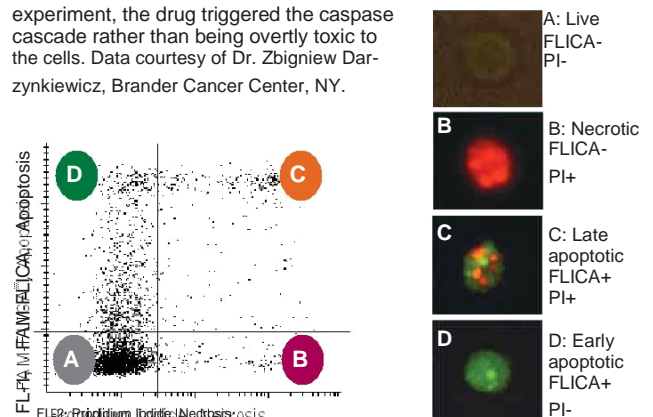 experiment, the drug triggered the caspase
cascade rather than being overtly toxic to
the cells. Data courtesy of Dr. Zbigniew Dar-
zynkiewicz, Brander Cancer Center, NY.
D
C
A
B
Apoptosis
A: Live
FLICA-
PI-
B
B: Necrotic
FLICA-
PI+
C
C: Late
apoptotic
FLICA+
PI+
D
D: Early
apoptotic
FLICA+
PI-